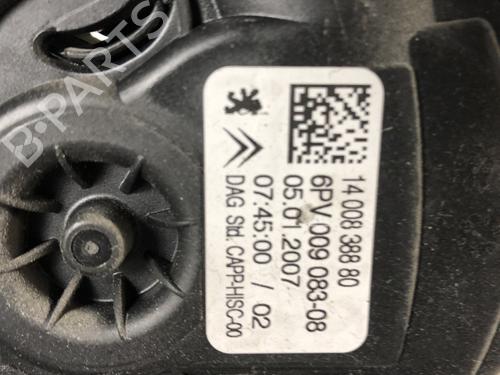 14 008 388 80
6PV 009 083-08
05.01.2007
07:45:00 / 02
DAG Std. CAPP-HISC-00
B-PARTS